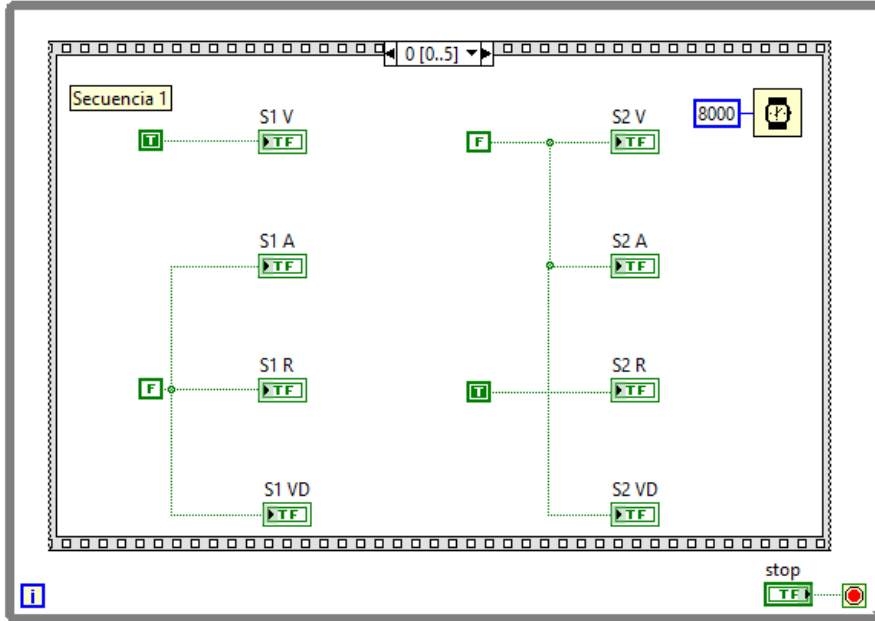 0 [0..5]
Secuencia 1
S1 V
S2 V
8000
T
TF
F
TF
S1 A
S2 A
TF
TF
S1 R
S2 R
F
TF
T
TF
S1 VD
S2 VD
TF
TF
stop
i
TF